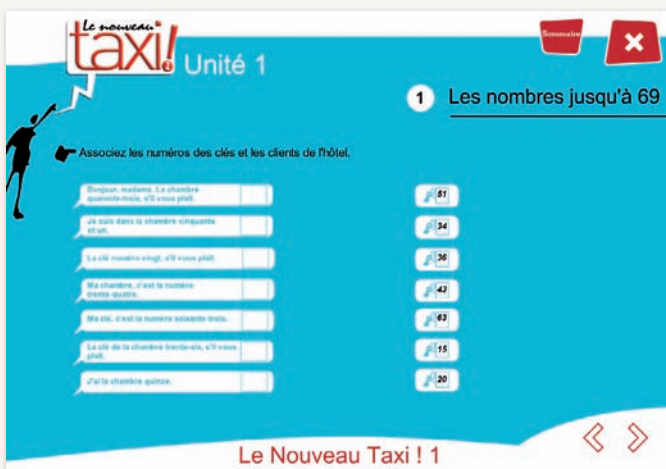 Le nouveau
taxi! 1
Unité 1
Sommaire
1 Les nombres jusqu'à 69
Associez les numéros des clés et les clients de l'hôtel.
Bonjour, madame. La chambre
quarante-trois, s'il vous plaît.
51
Je suis dans la chambre cinquante
et un.
34
La clé numéro vingt, s'il vous plaît
36
Ma chambre, c'est le numéro
trente-quatre.
43
Ma clé, c'est le numéro soixante-trois.
63
La clé de la chambre trente-six, s'il vous
plaît.
15
J'ai la chambre quinze.
20
Le Nouveau Taxi ! 1